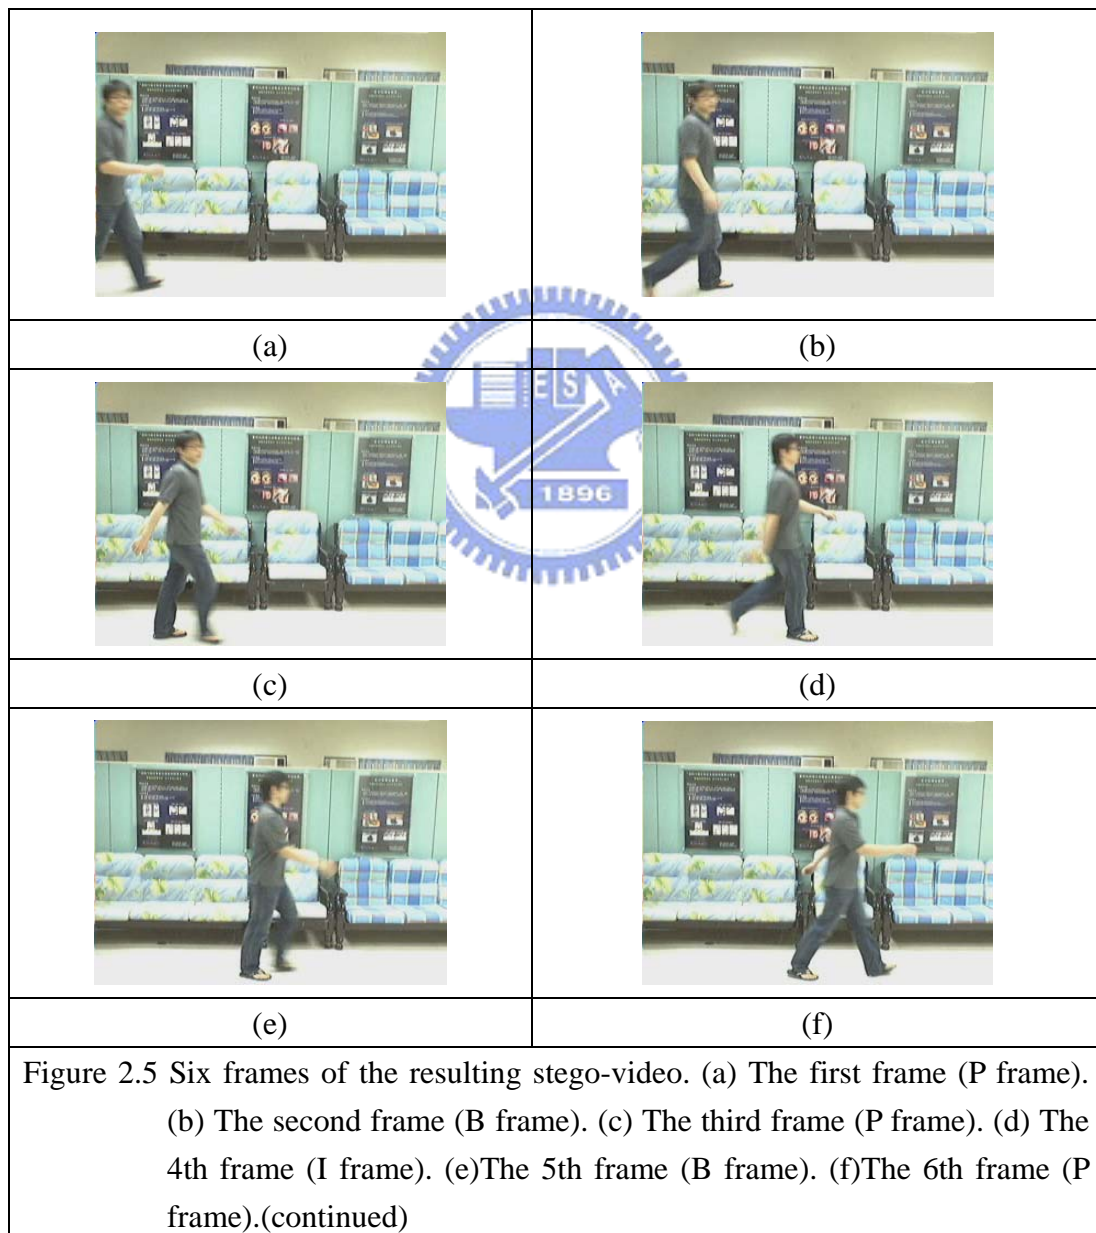 (a) (b)
E S A
1896
(c) (d)
(e) (f)
Figure 2.5 Six frames of the resulting stego-video. (a) The first frame (P frame).
(b) The second frame (B frame). (c) The third frame (P frame). (d) The
4th frame (I frame). (e)The 5th frame (B frame). (f)The 6th frame (P
frame).(continued)